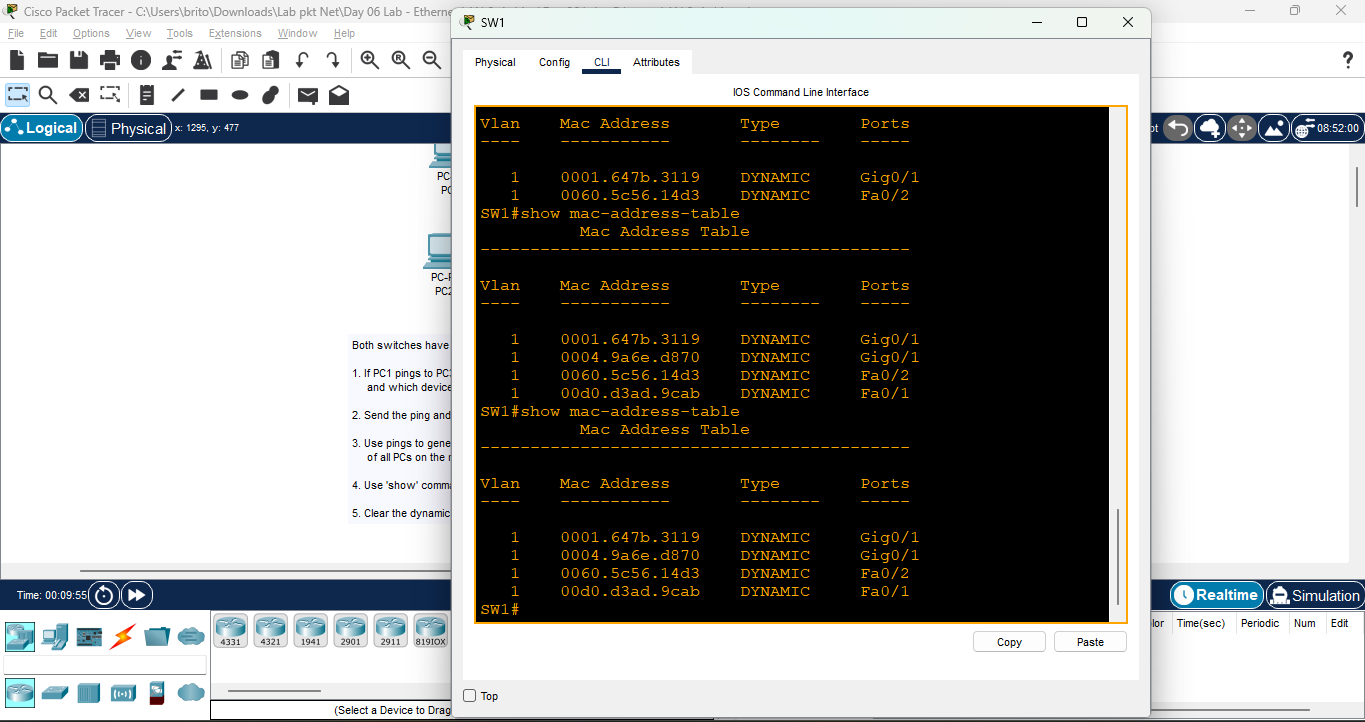 Cisco Packet Tracer - C:\Users\brito\Downloads\Lab pkt Net\Day 06 Lab - Etherne
SW1
File Edit Options View Tools Extensions Window Help
Physical Config CLI Attributes
IOS Command Line Interface
Logical Physical x: 1295, y: 477
08:52:00
Vlan Mac Address Type Ports
---- ----------- -------- -----
1 0001.647b.3119 DYNAMIC Gig0/1
1 0060.5c56.14d3 DYNAMIC Fa0/2
SW1#show mac-address-table
Mac Address Table
-------------------------------------------
Vlan Mac Address Type Ports
---- ----------- -------- -----
1 0001.647b.3119 DYNAMIC Gig0/1
1 0004.9a6e.d870 DYNAMIC Gig0/1
1 0060.5c56.14d3 DYNAMIC Fa0/2
1 00d0.d3ad.9cab DYNAMIC Fa0/1
SW1#show mac-address-table
Mac Address Table
-------------------------------------------
Vlan Mac Address Type Ports
---- ----------- -------- -----
1 0001.647b.3119 DYNAMIC Gig0/1
1 0004.9a6e.d870 DYNAMIC Gig0/1
1 0060.5c56.14d3 DYNAMIC Fa0/2
1 00d0.d3ad.9cab DYNAMIC Fa0/1
SW1#
Copy Paste
Top
PC-
PC2
Both switches have
1. If PC1 pings to PC
and which device
2. Send the ping and
3. Use pings to gene
of all PCs on the
4. Use 'show' comm
5. Clear the dynamic
Time: 00:09:55
Realtime Simulation
4331 4321 1941 2901 2911 819IOX
(Select a Device to Drag
Time(sec) Periodic Num Edit